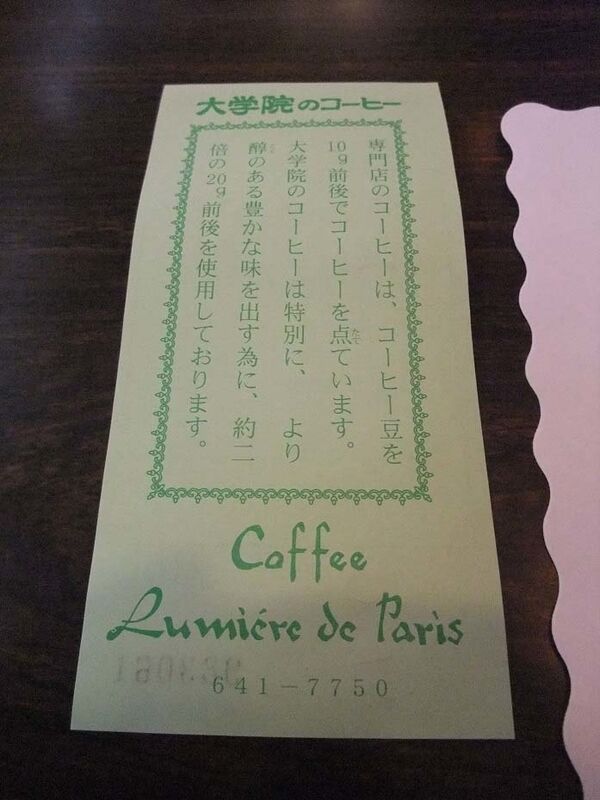 大学院のコーヒー
専門店のコーヒーは、コーヒー豆を
10g前後でコーヒーを点ています。
たて
大学院のコーヒーは特別に、より
醇のある豊かな味を出す為に、約二
倍の20g前後を使用しております。
Coffee
Lumiére de Paris
641-7750